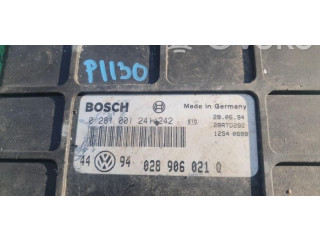 P1130
BOSCH
Made in Germany
0 281 001 241/242
28.06.94
1254
44 94 028 906 021 Q